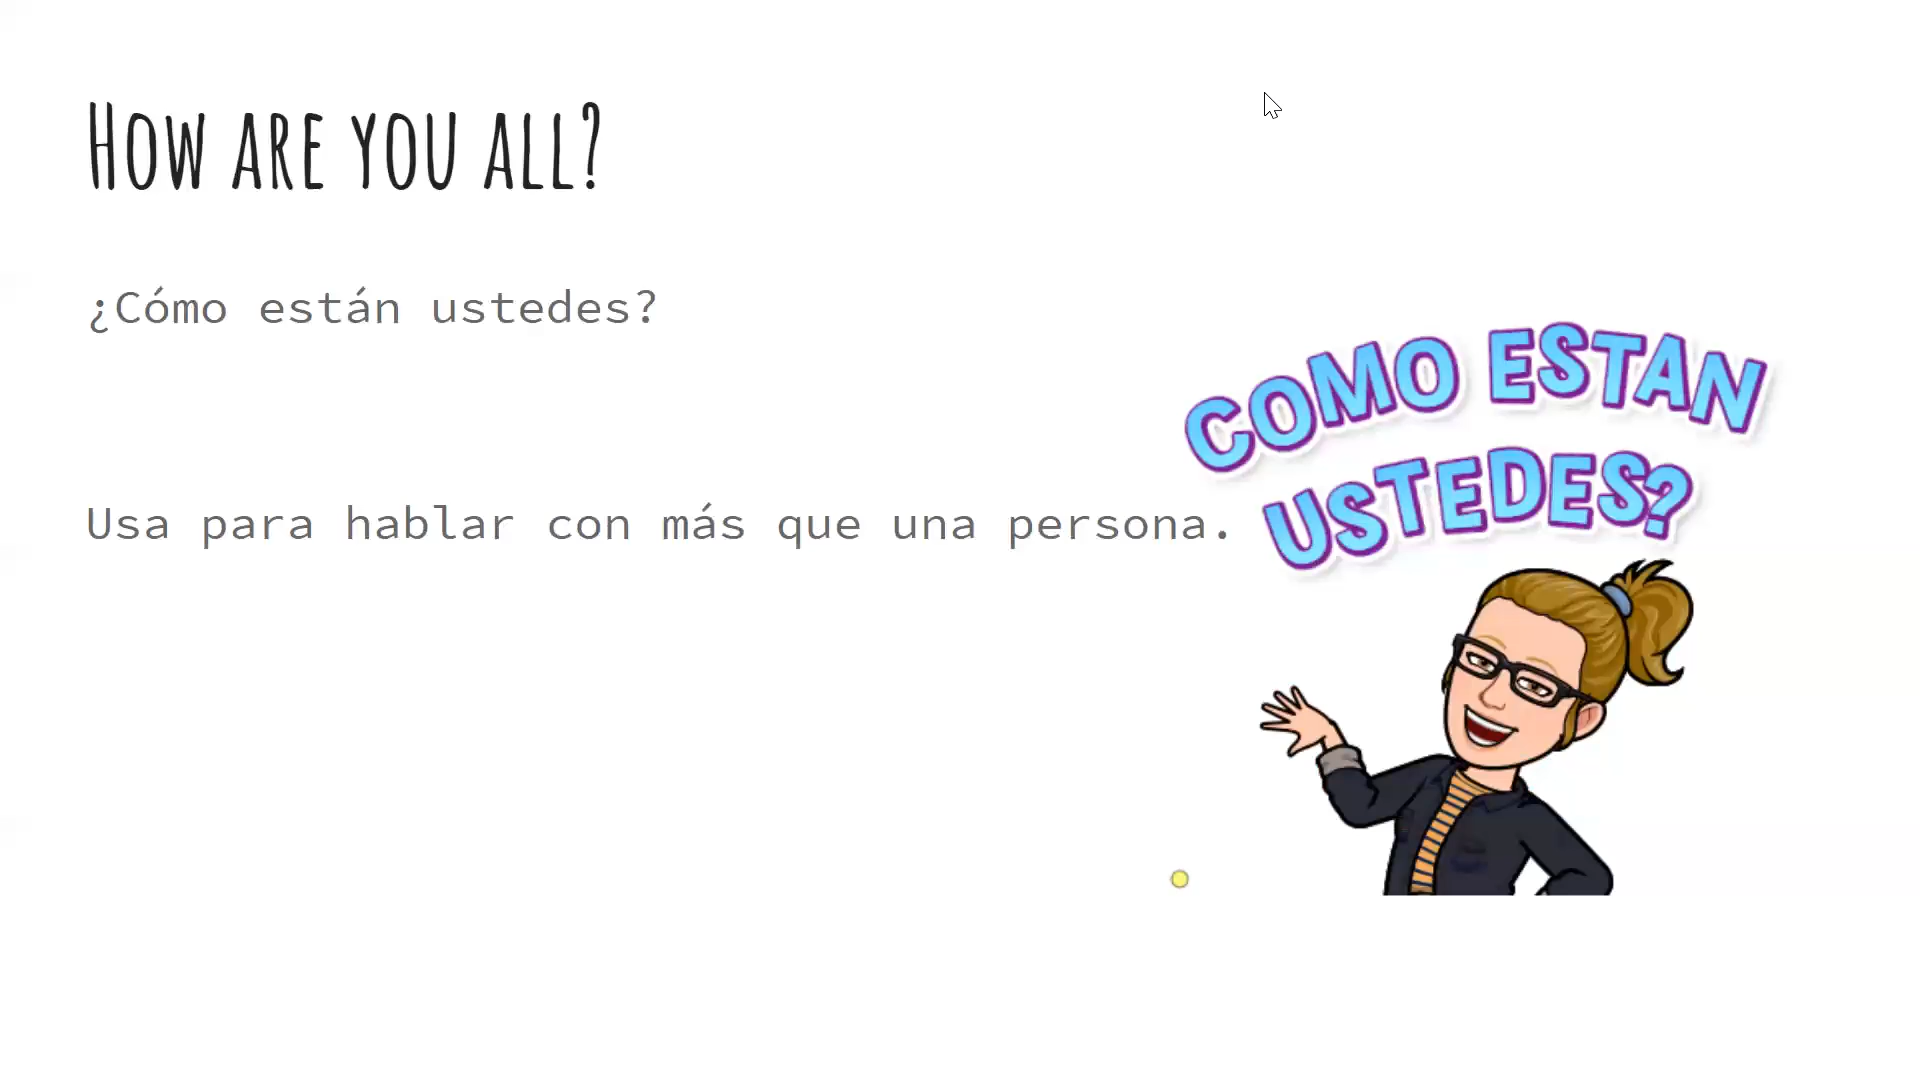 HOW ARE YOU ALL?
¿Cómo están ustedes?
Usa para hablar con más que una persona.
COMO ESTAN
USTEDES?